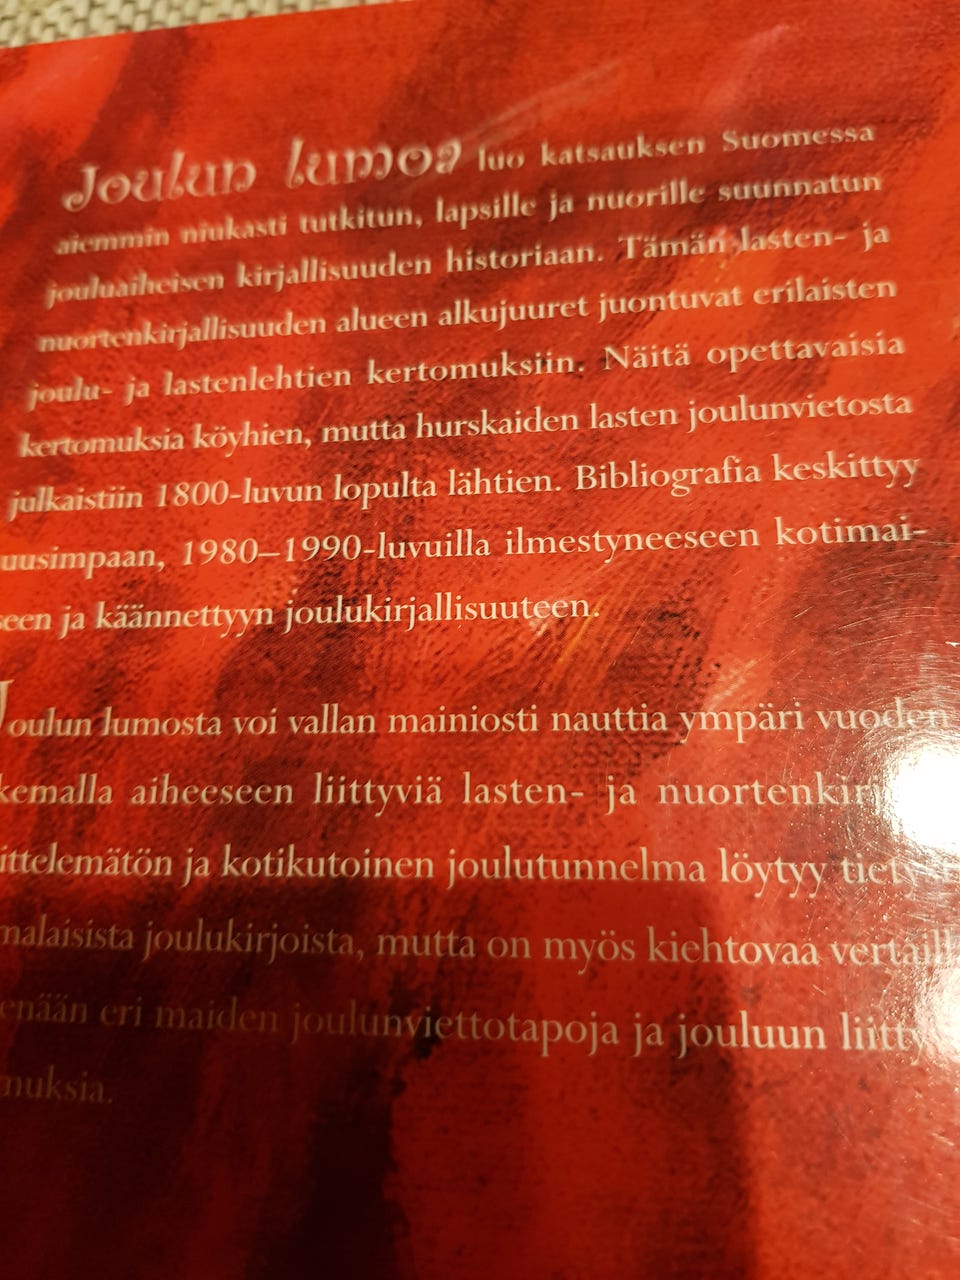 Joulun lumoa luo katsauksen Suomessa
aiemmin niukasti tutkitun, lapsille ja nuorille suunnatun
jouluaiheisen kirjallisuuden historiaan. Tämän lasten- ja
nuortenkirjallisuuden alueen alkujuuret juontuvat erilaisten
joulu- ja lastenlehtien kertomuksiin. Näitä opettavaisia
kertomuksia köyhien, mutta hurskaiden lasten joulunvietosta
julkaistiin 1800-luvun lopulta lähtien. Bibliografia keskittyy
uusimpaan, 1980–1990-luvuilla ilmestyneeseen kotimai-
seen ja käännettyyn joulukirjallisuuteen.
Joulun lumosta voi vallan mainiosti nauttia ympäri vuoden
kemalla aiheeseen liittyviä lasten- ja
ittelemätön ja kotikutoinen joulutunnelma löytyy
malaisista joulukirjoista, mutta on myös kiehtovaa
enään eri maiden joulunviettotapoja ja jouluun
muksia.